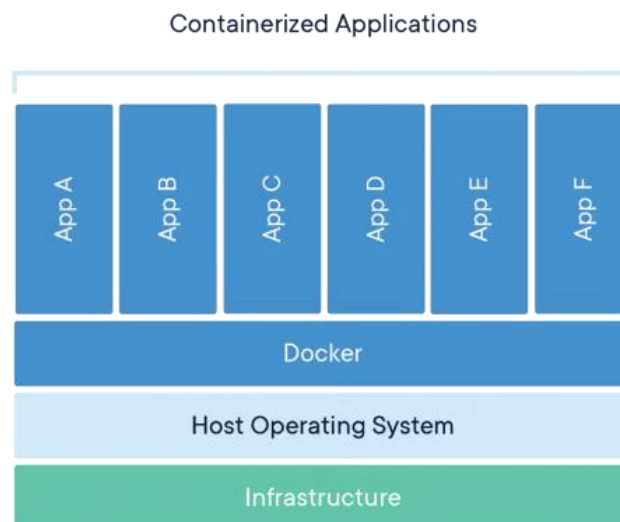 Containerized Applications
App A
App B
App C
App D
App E
App F
Docker
Host Operating System
Infrastructure